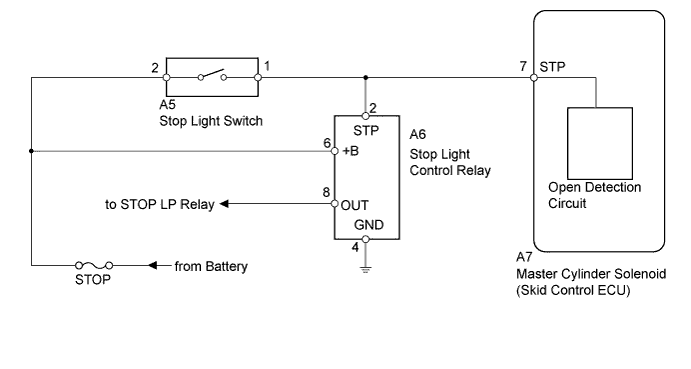 2
1
A5
Stop Light Switch
7
STP
2
STP
6
+B
A6
Stop Light
Control Relay
8
OUT
to STOP LP Relay
GND
4
Open Detection
Circuit
from Battery
STOP
A7
Master Cylinder Solenoid
(Skid Control ECU)